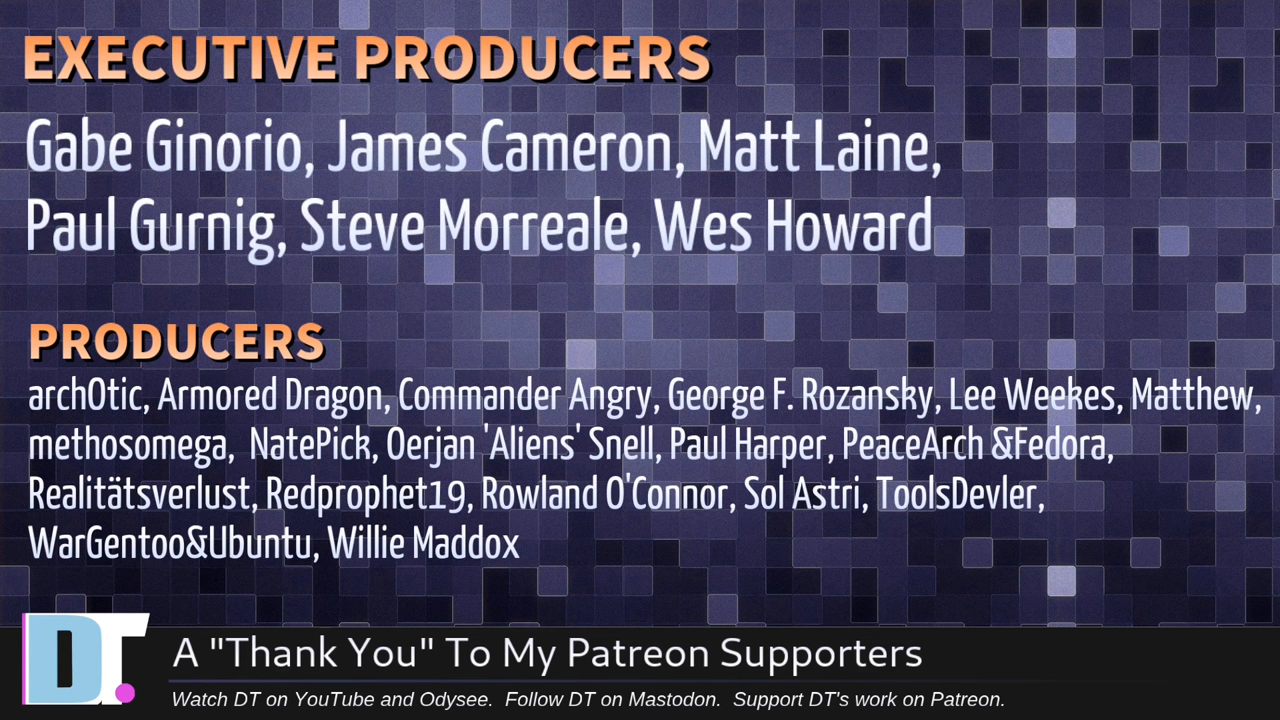 EXECUTIVE PRODUCERS
Gabe Ginorio, James Cameron, Matt Laine,
Paul Gurnig, Steve Morreale, Wes Howard
PRODUCERS
archOtic, Armored Dragon, Commander Angry, George F. Rozansky, Lee Weekes, Matthew,
methosomega, NatePick, Oerjan 'Aliens' Snell, Paul Harper, PeaceArch &Fedora,
Realitätsverlust, Redprophet19, Rowland O'Connor, Sol Astri, ToolsDevler,
WarGentoo&Ubuntu, Willie Maddox
DT.
A "Thank You" To My Patreon Supporters
Watch DT on YouTube and Odysee. Follow DT on Mastodon. Support DT's work on Patreon.